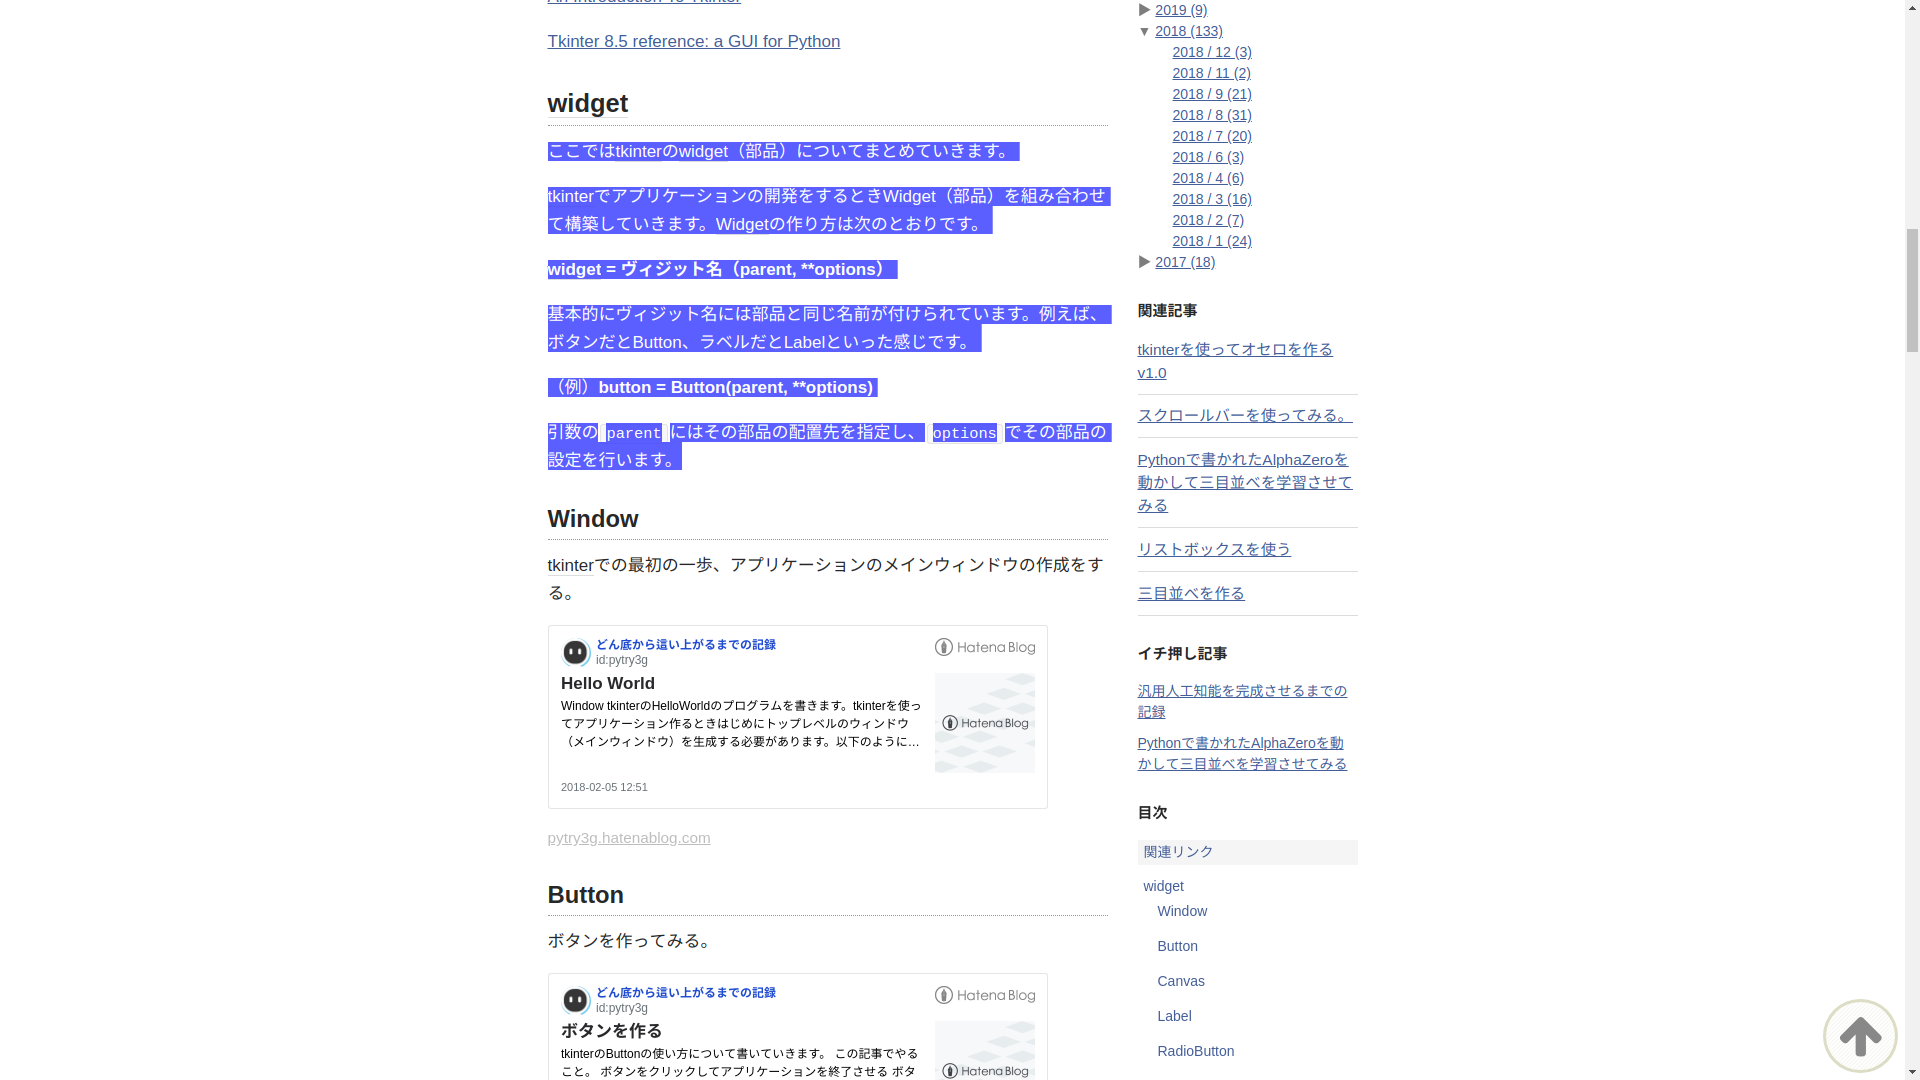 Tkinter 8.5 reference: a GUI for Python
widget
ここではtkinterのwidget（部品）についてまとめていきます。
tkinterでアプリケーションの開発をするときWidget（部品）を組み合わせ
て構築していきます。Widgetの作り方は次のとおりです。
widget = ヴィジット名（parent, **options）
基本的にヴィジット名には部品と同じ名前が付けられています。例えば、
ボタンだとButton、ラベルだとLabelといった感じです。
（例）button = Button(parent, **options)
引数の parent にはその部品の配置先を指定し、 options でその部品の
設定を行います。
Window
tkinterでの最初の一歩、アプリケーションのメインウィンドウの作成をす
る。
どん底から這い上がるまでの記録
id:pytry3g
Hatena Blog
Hello World
Window tkinterのHelloWorldのプログラムを書きます。tkinterを使っ
てアプリケーション作るときはじめにトップレベルのウィンドウ
（メインウィンドウ）を生成する必要があります。以下のように…
Hatena Blog
2018-02-05 12:51
pytry3g.hatenablog.com
Button
ボタンを作ってみる。
どん底から這い上がるまでの記録
id:pytry3g
Hatena Blog
ボタンを作る
tkinterのButtonの使い方について書いていきます。 この記事でやる
こと。 ボタンをクリックしてアプリケーションを終了させる ボタ
Hatena Blog
▶ 2019 (9)
▼ 2018 (133)
2018 / 12 (3)
2018 / 11 (2)
2018 / 9 (21)
2018 / 8 (31)
2018 / 7 (20)
2018 / 6 (3)
2018 / 4 (6)
2018 / 3 (16)
2018 / 2 (7)
2018 / 1 (24)
▶ 2017 (18)
関連記事
tkinterを使ってオセロを作る
v1.0
スクロールバーを使ってみる。
Pythonで書かれたAlphaZeroを
動かして三目並べを学習させて
みる
リストボックスを使う
三目並べを作る
イチ押し記事
汎用人工知能を完成させるまでの
記録
Pythonで書かれたAlphaZeroを動
かして三目並べを学習させてみる
目次
関連リンク
widget
Window
Button
Canvas
Label
RadioButton